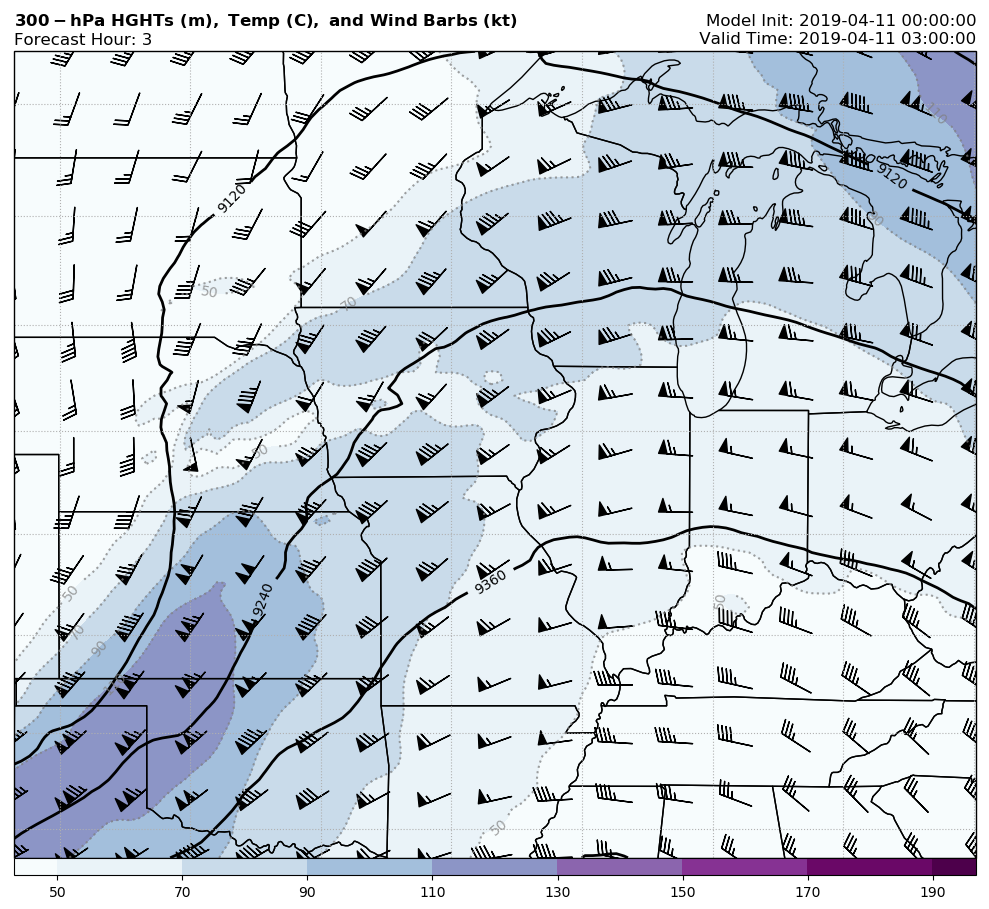 300-hPa HGHTs (m), Temp (C), and Wind Barbs (kt)
Model Init: 2019-04-11 00:00:00
Forecast Hour: 3
Valid Time: 2019-04-11 03:00:00
110
9120
9120
90
50
70
50
50
9360
50
9240
70
90
50
50 70 90 110 130 150 170 190